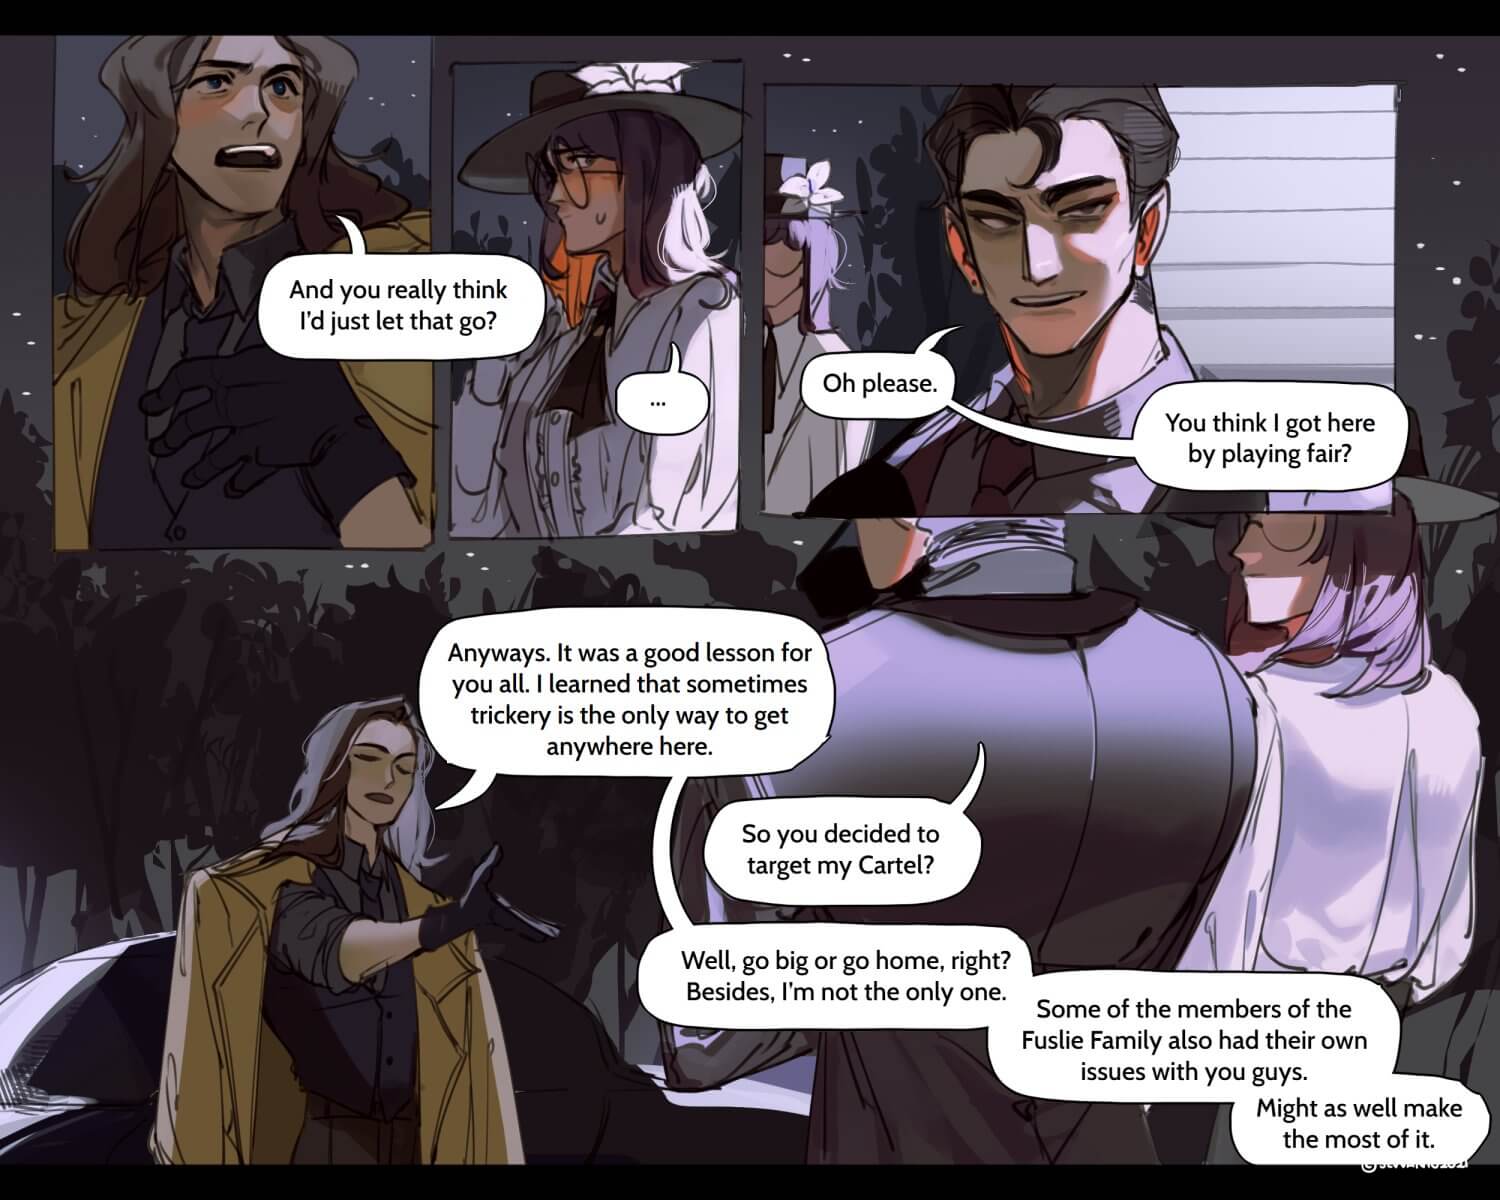 And you really think
I'd just let that go?
...
Oh please.
You think I got here
by playing fair?
Anyways. It was a good lesson for
you all. I learned that sometimes
trickery is the only way to get
anywhere here.
So you decided to
target my Cartel?
Well, go big or go home, right?
Besides, I'm not the only one.
Some of the members of the
Fuslie Family also had their own
issues with you guys.
Might as well make
the most of it.